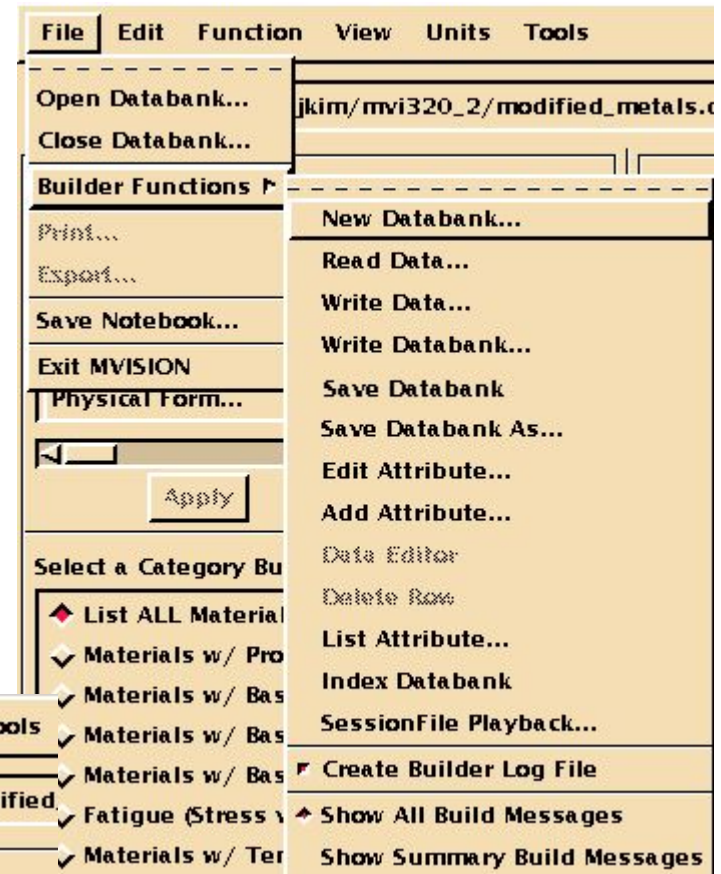 File Edit Function View Units Tools
Open Databank...
jkim/mvi320_2/modified_metals.
Close Databank...
Builder Functions
New Databank...
Print...
Read Data...
Export...
Write Data...
Save Notebook...
Write Databank...
Exit MVISION
Save Databank
Physical Form...
Save Databank As...
Edit Attribute...
Apply
Add Attribute...
Data Editor
Select a Category Bu
Delete Row
List ALL Material
List Attribute...
Materials w/ Pro
Index Databank
Materials w/ Bas
SessionFile Playback...
ools
Materials w/ Bas
Materials w/ Bas
Create Builder Log File
ified
Fatigue (Stress v
Show All Build Messages
Materials w/ Ter
Show Summary Build Messages